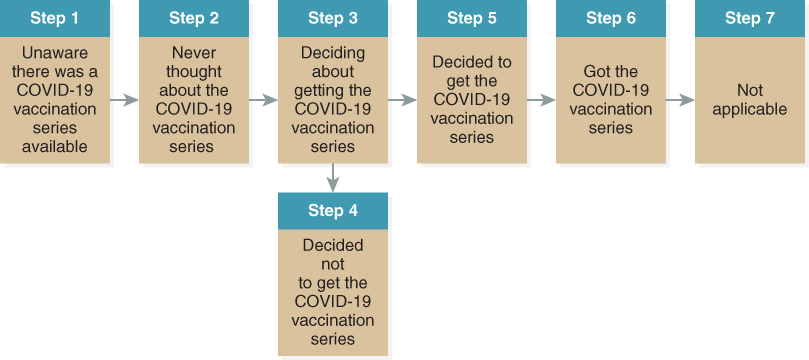 Step 1
Unaware
there was a
COVID-19
vaccination
series
available
Step 2
Never
thought
about the
COVID-19
vaccination
series
Step 3
Deciding
about
getting the
COVID-19
vaccination
series
Step 4
Decided
not
to get the
COVID-19
vaccination
series
Step 5
Decided to
get the
COVID-19
vaccination
series
Step 6
Got the
COVID-19
vaccination
series
Step 7
Not
applicable